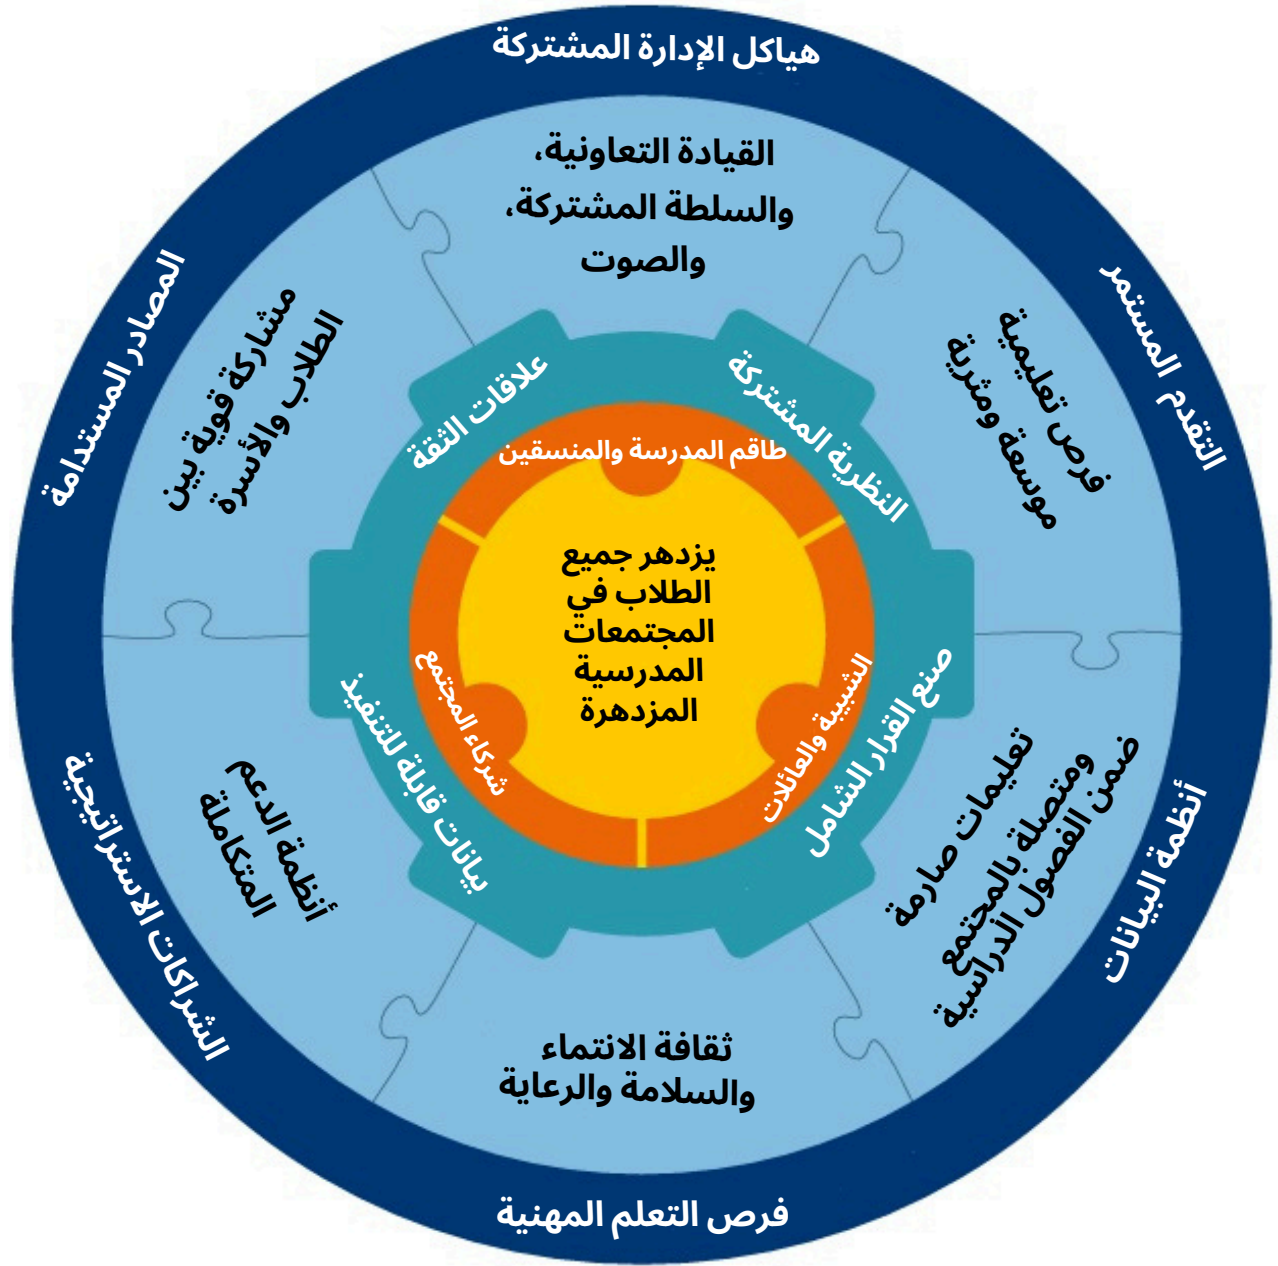 هياكل الإدارة المشتركة
التقدم المستمر
أنظمة البيانات
فرص التعلم المهنية
الشراكات الاستراتيجية
المصادر المستدامة
القيادة التعاونية،
والسلطة المشتركة،
والصوت
فرص تعليمية
موسعة ومثرية
تعليمات صارمة
ومتصلة بالمجتمع
ضمن الفصول الدراسية
ثقافة الانتماء
والسلامة والرعاية
أنظمة الدعم
المتكاملة
مشاركة قوية بين
الطلاب والأسرة
علاقات الثقة
النظرية المشتركة
صنع القرار الشامل
بيانات قابلة للتنفيذ
طاقم المدرسة والمنسقين
الشبيبة والعائلات
شركاء المجتمع
يزدهر جميع
الطلاب في
المجتمعات
المدرسية
المزدهرة